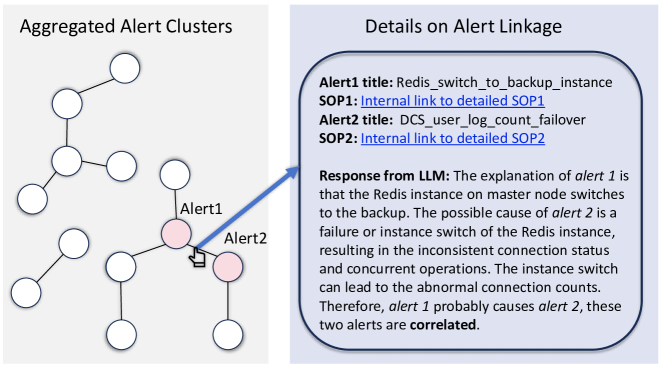 Aggregated Alert Clusters
Alert1
Alert2
Details on Alert Linkage
Alert1 title: Redis_switch_to_backup_instance
SOP1: Internal link to detailed SOP1
Alert2 title: DCS_user_log_count_failover
SOP2: Internal link to detailed SOP2
Response from LLM: The explanation of alert 1 is
that the Redis instance on master node switches
to the backup. The possible cause of alert 2 is a
failure or instance switch of the Redis instance,
resulting in the inconsistent connection status
and concurrent operations. The instance switch
can lead to the abnormal connection counts.
Therefore, alert 1 probably causes alert 2, these
two alerts are correlated.